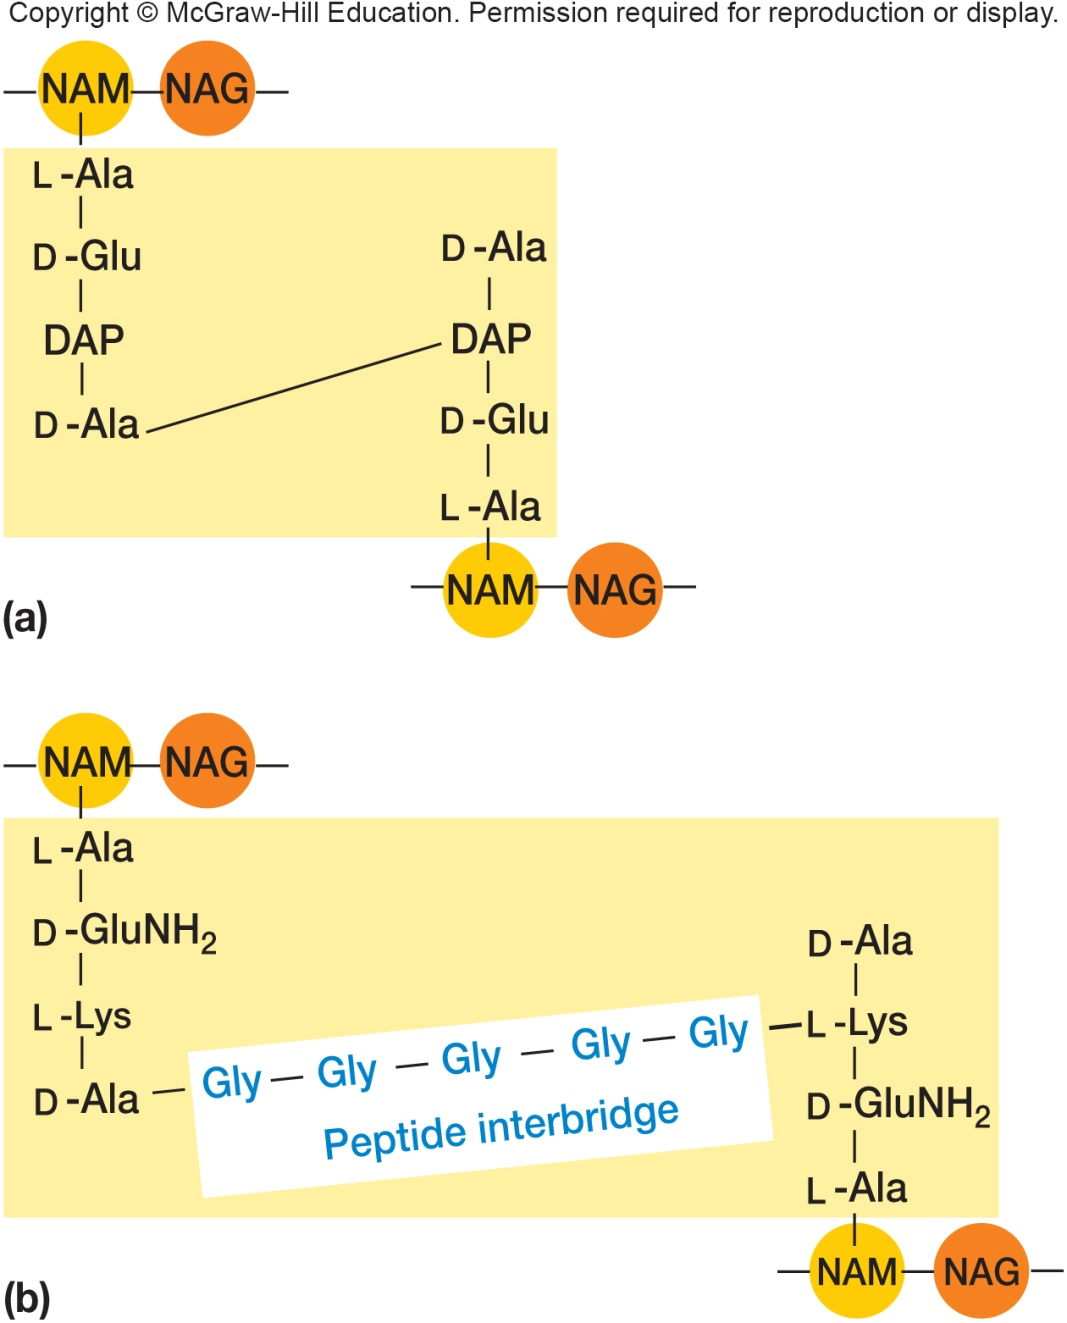 Copyright © McGraw-Hill Education. Permission required for reproduction or display.
NAM NAG
L -Ala
D -Glu
DAP
D -Ala
D -Ala
DAP
D -Glu
L -Ala
NAM NAG
(a)
NAM NAG
L -Ala
D -GluNH2
L -Lys
D -Ala
Gly — Gly — Gly — Gly — Gly
Peptide interbridge
D -Ala
L -Lys
D -GluNH2
L -Ala
NAM NAG
(b)